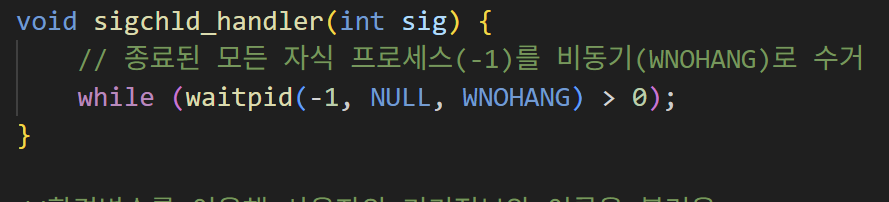 void sigchld_handler(int sig) {
// 종료된 모든 자식 프로세스(-1)를 비동기(WNOHANG)로 수거
while (waitpid(-1, NULL, WNOHANG) > 0);
}